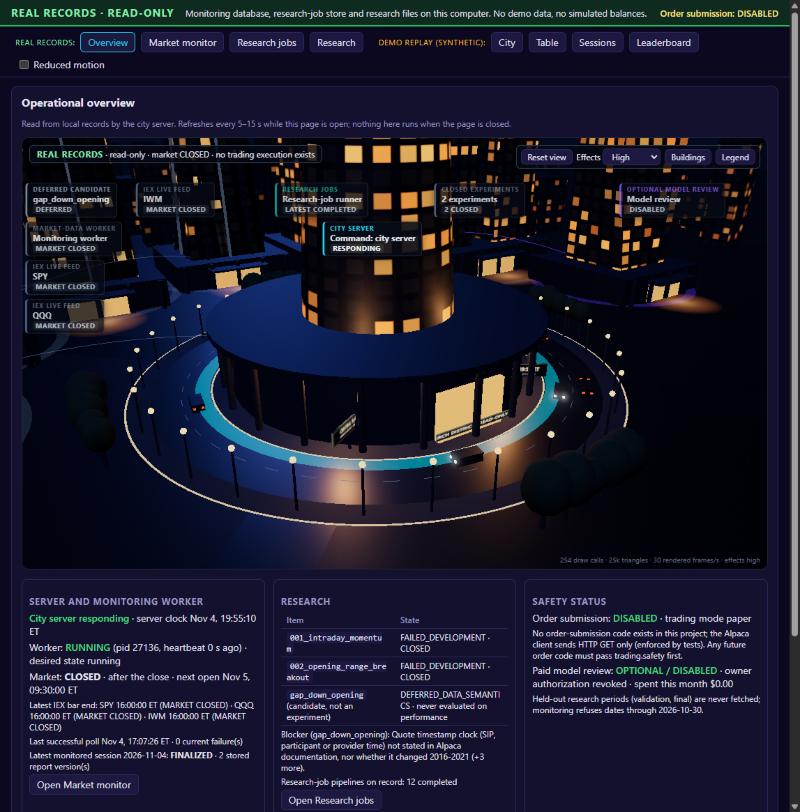 REAL RECORDS · READ-ONLY Monitoring database, research-job store and research files on this computer. No demo data, no simulated balances. Order submission: DISABLED
REAL RECORDS: Overview Market monitor Research jobs Research DEMO REPLAY (SYNTHETIC): City Table Sessions Leaderboard
Reduced motion
Operational overview
Read from local records by the city server. Refreshes every 5–15 s while this page is open; nothing here runs when the page is closed.
REAL RECORDS · read-only · market CLOSED · no trading execution exists
Reset view Effects High Buildings Legend
DEFERRED CANDIDATE
gap_down_opening
DEFERRED
IEX LIVE FEED
IWM
MARKET CLOSED
RESEARCH JOBS
Research-job runner
LATEST COMPLETED
CLOSED EXPERIMENTS
2 experiments
2 CLOSED
OPTIONAL MODEL REVIEW
Model review
DISABLED
MARKET-DATA WORKER
Monitoring worker
MARKET CLOSED
CITY SERVER
Command: city server
RESPONDING
IEX LIVE FEED
SPY
MARKET CLOSED
IEX LIVE FEED
QQQ
MARKET CLOSED
254 draw calls · 25k triangles · 30 rendered frames/s · effects high
SERVER AND MONITORING WORKER
City server responding · server clock Nov 4, 19:55:10
ET
Worker: RUNNING (pid 27136, heartbeat 0 s ago) ·
desired state running
Market: CLOSED · after the close · next open Nov 5,
09:30:00 ET
Latest IEX bar end: SPY 16:00:00 ET (MARKET CLOSED) · QQQ
16:00:00 ET (MARKET CLOSED) · IWM 16:00:00 ET (MARKET
CLOSED)
Last successful poll Nov 4, 17:07:26 ET · 0 current failure(s)
Latest monitored session 2026-11-04: FINALIZED · 2 stored
report version(s)
Open Market monitor
RESEARCH
Item State
001_intraday_momentu
m
FAILED_DEVELOPMENT ·
CLOSED
002_opening_range_bre
akout
FAILED_DEVELOPMENT ·
CLOSED
gap_down_opening
(candidate, not an
experiment)
DEFERRED_DATA_SEMANTI
CS · never evaluated on
performance
Blocker (gap_down_opening): Quote timestamp clock (SIP,
participant or provider time) not stated in Alpaca
documentation, nor whether it changed 2016-2021 (+3
more).
Research-job pipelines on record: 12 completed
Open Research jobs
SAFETY STATUS
Order submission: DISABLED · trading mode paper
No order-submission code exists in this project; the Alpaca
client sends HTTP GET only (enforced by tests). Any future
order code must pass trading.safety first.
Paid model review: OPTIONAL / DISABLED · owner
authorization revoked · spent this month $0.00
Held-out research periods (validation, final) are never fetched;
monitoring refuses dates through 2026-10-30.